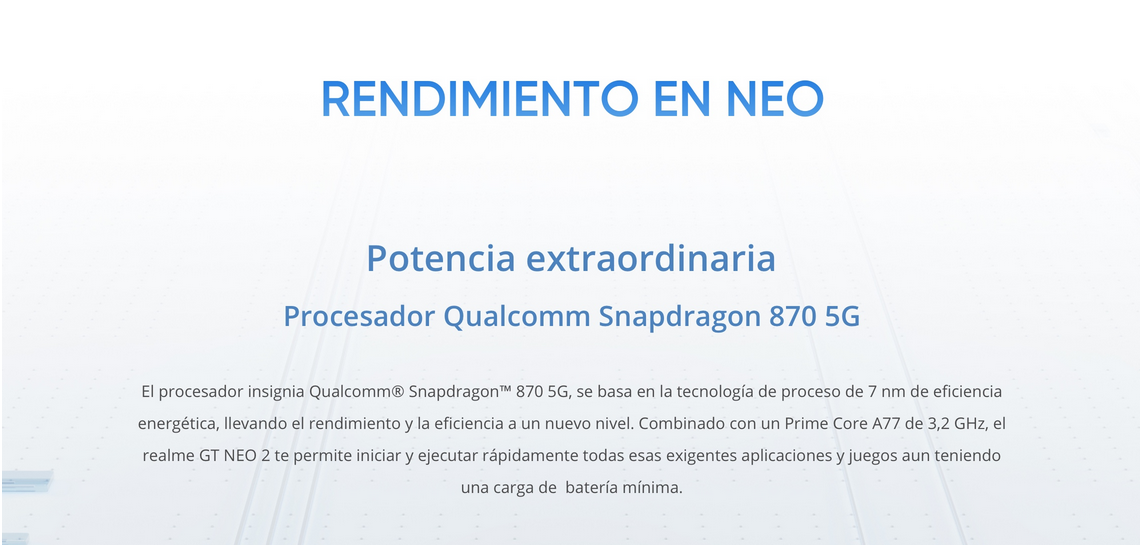 RENDIMIENTO EN NEO
Potencia extraordinaria
Procesador Qualcomm Snapdragon 870 5G
El procesador insignia Qualcomm® Snapdragon™ 870 5G, se basa en la tecnología de proceso de 7 nm de eficiencia
energética, llevando el rendimiento y la eficiencia a un nuevo nivel. Combinado con un Prime Core A77 de 3,2 GHz, el
realme GT NEO 2 te permite iniciar y ejecutar rápidamente todas esas exigentes aplicaciones y juegos aun teniendo
una carga de  batería mínima.